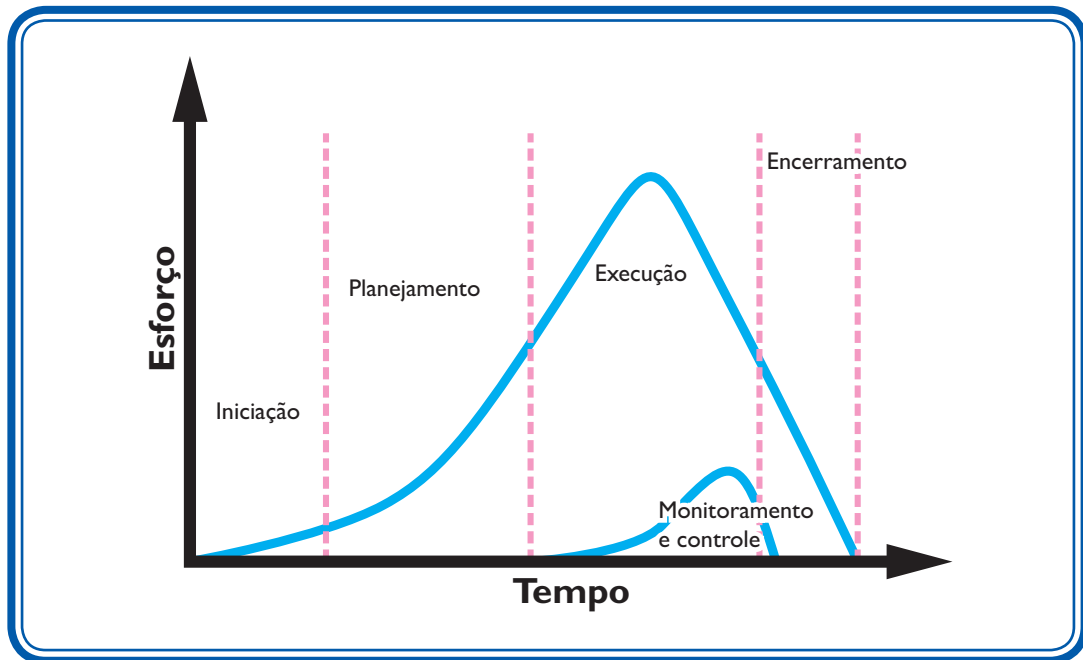 Encerramento
Execução
Planejamento
Esforço
Iniciação
Monitoramento
e controle
Tempo